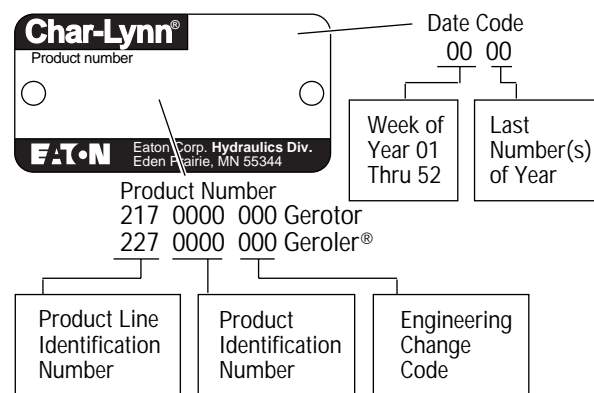 Char-Lynn®
Product number
EATON
Eaton Corp. Hydraulics Div.
Eden Prairie, MN 55344
Date Code
00 00
Week of
Year 01
Thru 52
Last
Number(s)
of Year
Product Number
217 0000 000 Gerotor
227 0000 000 Geroler®
Product Line
Identification
Number
Product
Identification
Number
Engineering
Change
Code